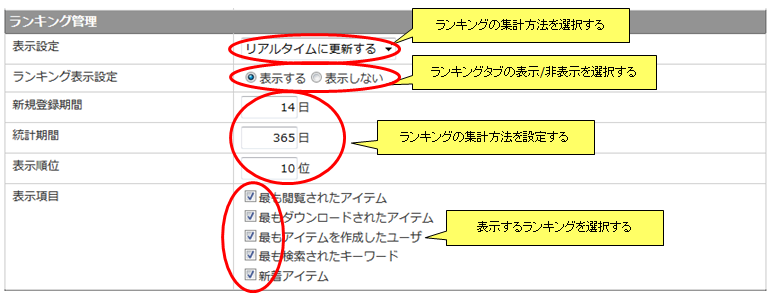 ランキング管理
ランキングの集計方法を選択する
表示設定
リアルタイムに更新する
ランキング表示設定
表示する 表示しない
ランキングタブの表示/非表示を選択する
新規登録期間
14 日
統計期間
365 日
ランキングの集計方法を設定する
表示順位
10 位
表示項目
最も閲覧されたアイテム
最もダウンロードされたアイテム
最もアイテムを作成したユーザ
表示するランキングを選択する
最も検索されたキーワード
新着アイテム